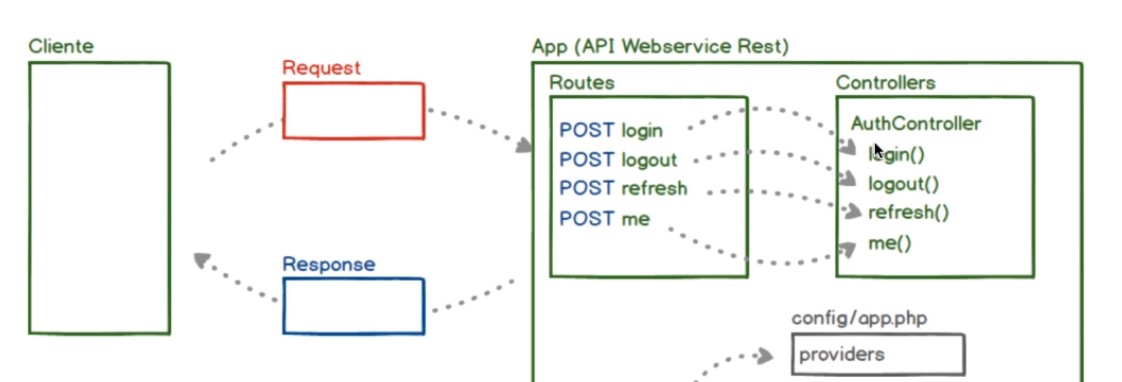 Cliente
Request
Response
App (API Webservice Rest)
Routes
POST login
POST logout
POST refresh
POST me
Controllers
AuthController
login()
logout()
refresh()
me()
config/app.php
providers